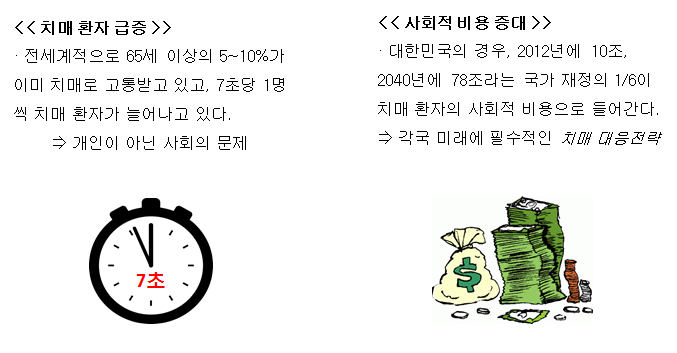 << 치매 환자 급증 >>
· 전세계적으로 65세 이상의 5~10%가
이미 치매로 고통받고 있고, 7초당 1명
씩 치매 환자가 늘어나고 있다.
⇒ 개인이 아닌 사회의 문제
7초
<< 사회적 비용 증대 >>
· 대한민국의 경우, 2012년에 10조,
2040년에 78조라는 국가 재정의 1/6이
치매 환자의 사회적 비용으로 들어간다.
⇒ 각국 미래에 필수적인 치매 대응전략
$